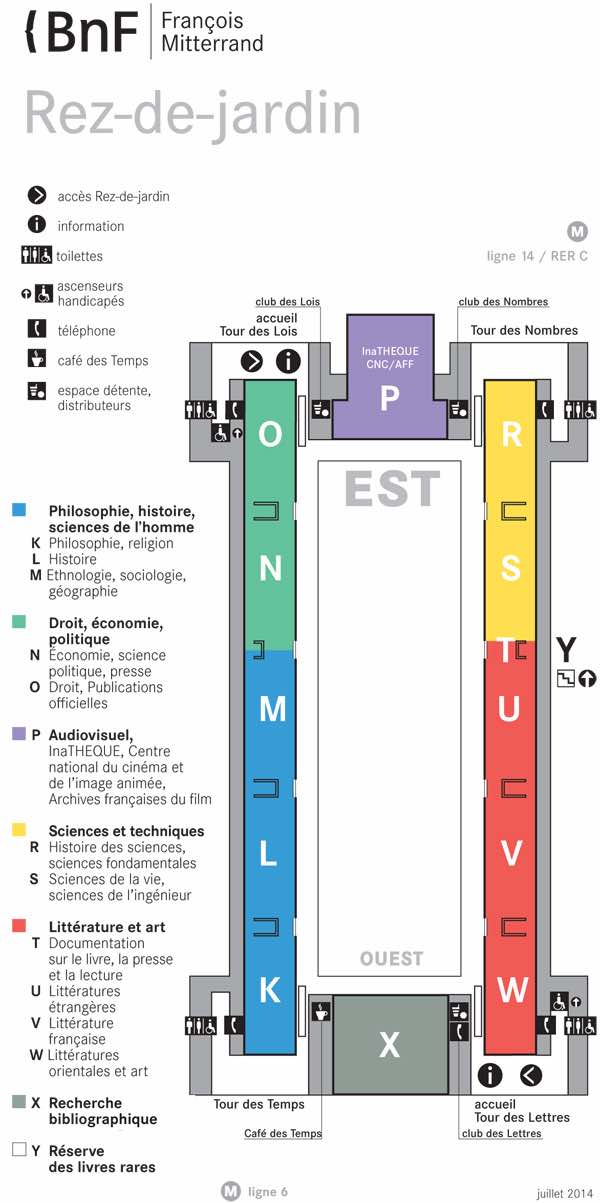 BnF
François
Mitterrand
Rez-de-jardin
accès Rez-de-jardin
i information
toilettes
ascenseurs
handicapés
téléphone
café des Temps
espace détente,
distributeurs
M
ligne 14 / RER C
club des Lois
club des Nombres
accueil
Tour des Lois
Tour des Nombres
InaTHEQUE
CNC/AFF
P
i
O
R
EST
N
S
T
Y
M
U
L
V
OUEST
K
W
X
i
Tour des Temps
accueil
Tour des Lettres
Café des Temps
club des Lettres
Philosophie, histoire,
sciences de l'homme
K Philosophie, religion
L Histoire
M Ethnologie, sociologie,
géographie
Droit, économie,
politique
N Économie, science
politique, presse
O Droit, Publications
officielles
P Audiovisuel,
InaTHEQUE, Centre
national du cinéma et
de l'image animée,
Archives françaises du film
Sciences et techniques
R Histoire des sciences,
sciences fondamentales
S Sciences de la vie,
sciences de l'ingénieur
Littérature et art
T Documentation
sur le livre, la presse
et la lecture
U Littératures
étrangères
V Littérature
française
W Littératures
orientales et art
X Recherche
bibliographique
Y Réserve
des livres rares
M ligne 6
juillet 2014